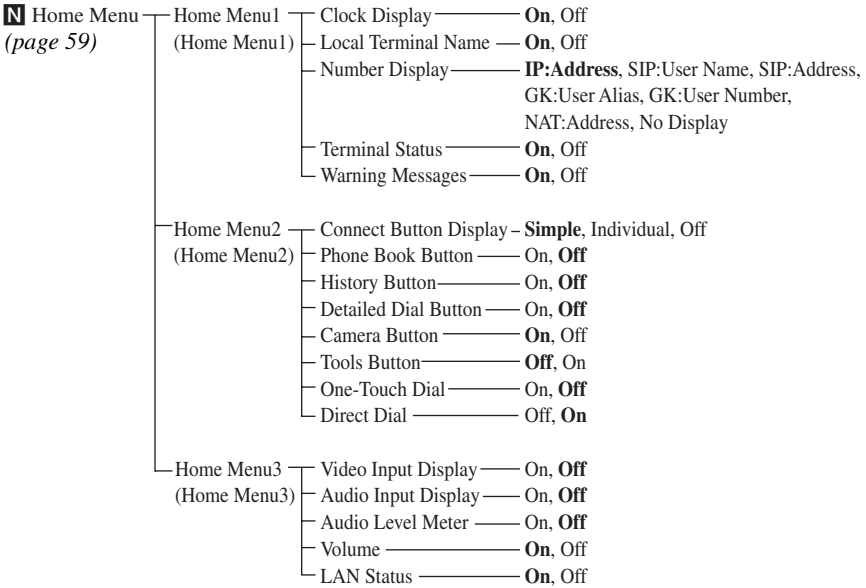 N Home Menu Home Menu1 Clock Display On, Off
(page 59) (Home Menu1) Local Terminal Name On, Off
Number Display IP:Address, SIP:User Name, SIP:Address,
GK:User Alias, GK:User Number,
NAT:Address, No Display
Terminal Status On, Off
Warning Messages On, Off
Home Menu2 Connect Button Display Simple, Individual, Off
(Home Menu2) Phone Book Button On, Off
History Button On, Off
Detailed Dial Button On, Off
Camera Button On, Off
Tools Button Off, On
One-Touch Dial On, Off
Direct Dial Off, On
Home Menu3 Video Input Display On, Off
(Home Menu3) Audio Input Display On, Off
Audio Level Meter On, Off
Volume On, Off
LAN Status On, Off